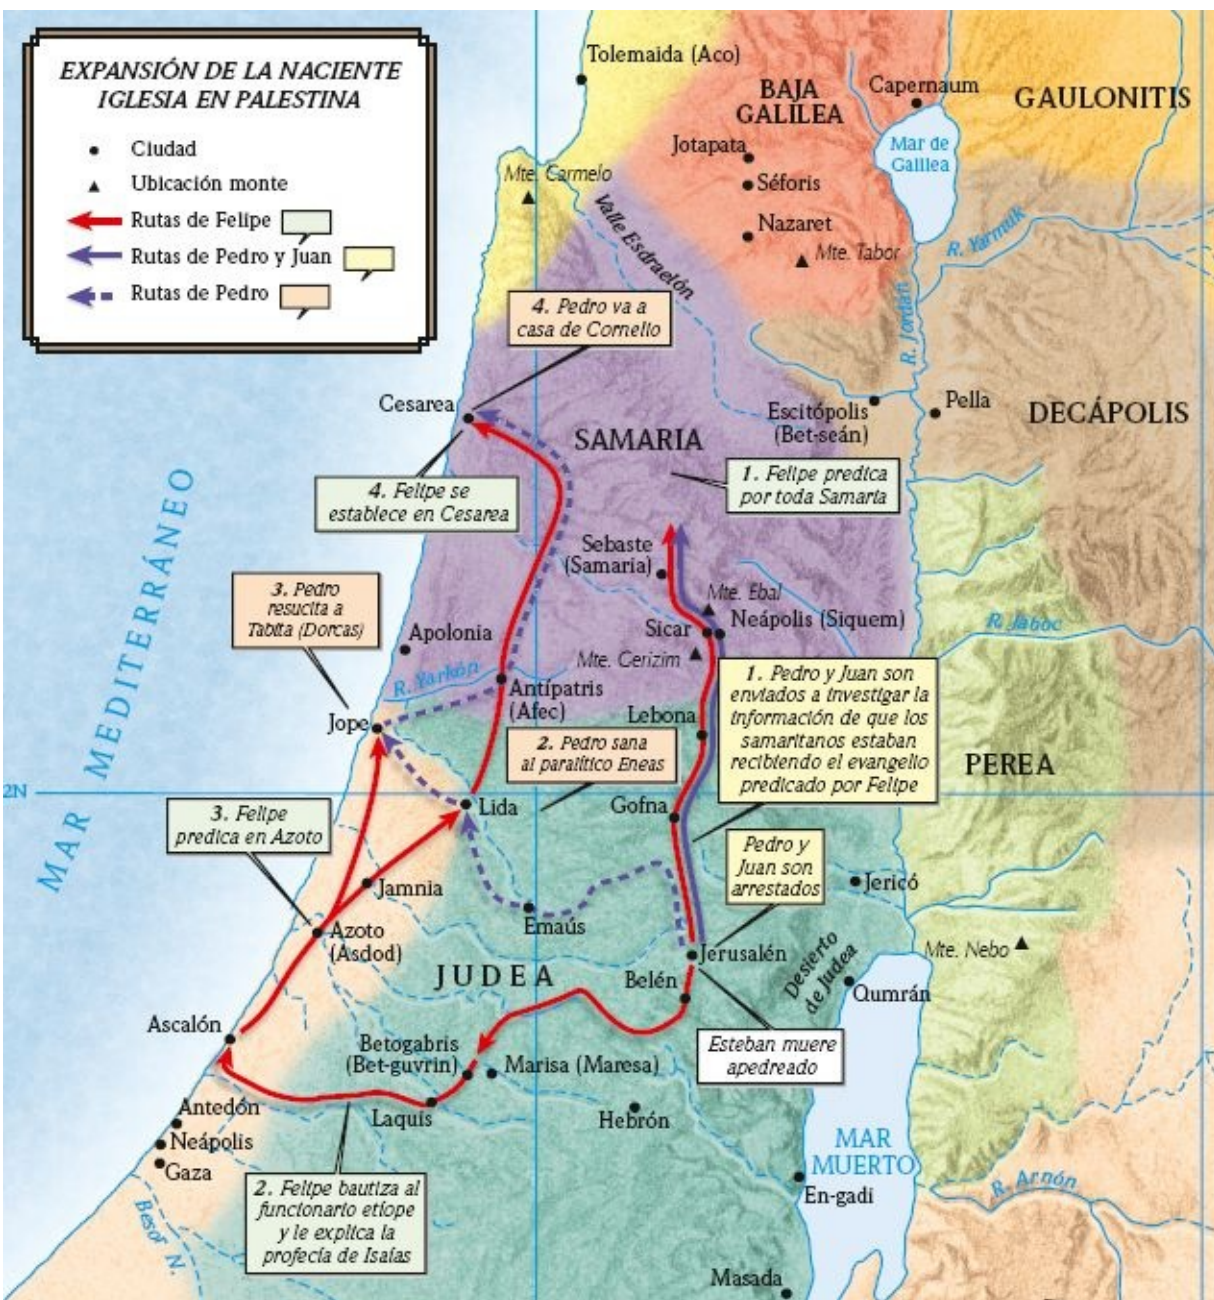 EXPANSIÓN DE LA NACIENTE
IGLESIA EN PALESTINA
Ciudad
Ubicación monte
Rutas de Felipe
Rutas de Pedro y Juan
Rutas de Pedro
Tolemaida (Aco)
BAJA
GALILEA
Capernaum
GAULONITIS
Jotapata
Mar de
Galilea
Séforis
Mte. Carmelo
Valle Esdraelón
Nazaret
Mte. Tabor
R. Yarmuk
R. Jordán
4. Pedro va a
casa de Cornelio
Cesarea
Escitópolis
(Bet-seán)
Pella
DECÁPOLIS
SAMARIA
1. Felipe predica
por toda Samaria
4. Felipe se
establece en Cesarea
MAR MEDITERRÁNEO
Sebaste
(Samaria)
3. Pedro
resucita a
Tabita (Dorcas)
Mte. Ebal
Neápolis (Siquem)
Sicar
R. Jaboc
Apolonia
Mte. Gerizim
R. Yarkón
Antípatris
(Afec)
1. Pedro y Juan son
enviados a investigar la
información de que los
samaritanos estaban
recibiendo el evangelio
predicado por Felipe
Lebona
Jope
2. Pedro sana
al paralítico Eneas
PEREA
2N
Lida
Gofna
3. Felipe
predica en Azoto
Pedro y
Juan son
arrestados
Jamnia
Jericó
Emaús
Azoto
(Asdod)
Jerusalén
Desierto
de Judea
Mte. Nebo
JUDEA
Belén
Qumrán
Ascalón
Esteban muere
apedreado
Betogabris
(Bet-guvrin)
Marisa (Maresa)
Antedón
Laquis
Hebrón
Neápolis
MAR
MUERTO
Gaza
En-gadi
R. Arnón
2. Felipe bautiza al
funcionario etíope
y le explica la
profecía de Isaías
Besor N.
Masada